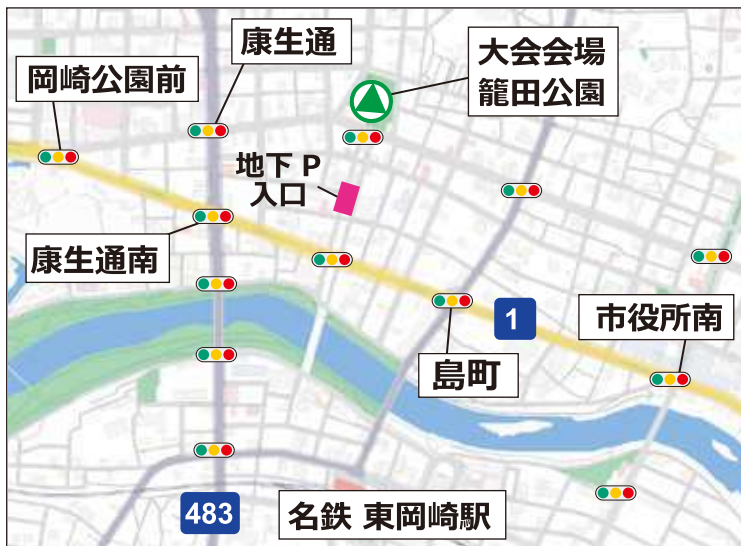 康生通
大会会場
籠田公園
岡崎公園前
地下 P
入口
康生通南
1
市役所南
島町
483
名鉄 東岡崎駅